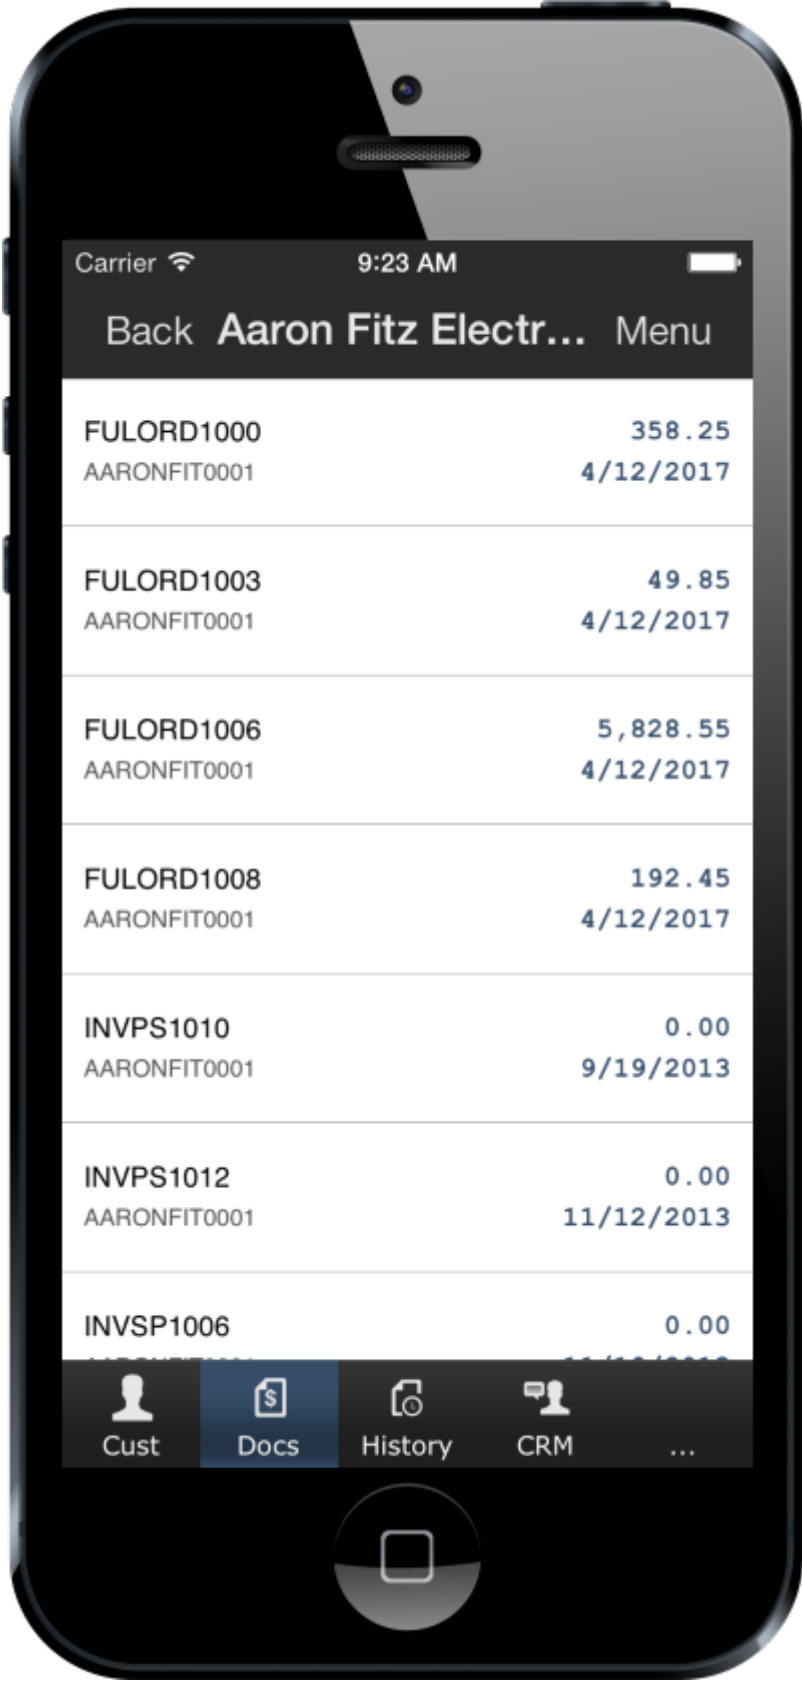 Carrier 9:23 AM
Back Aaron Fitz Electr... Menu
FULORD1000 358.25
AARONFIT0001 4/12/2017
FULORD1003 49.85
AARONFIT0001 4/12/2017
FULORD1006 5,828.55
AARONFIT0001 4/12/2017
FULORD1008 192.45
AARONFIT0001 4/12/2017
INVPS1010 0.00
AARONFIT0001 9/19/2013
INVPS1012 0.00
AARONFIT0001 11/12/2013
INVSP1006 0.00
$
Cust Docs History CRM ...